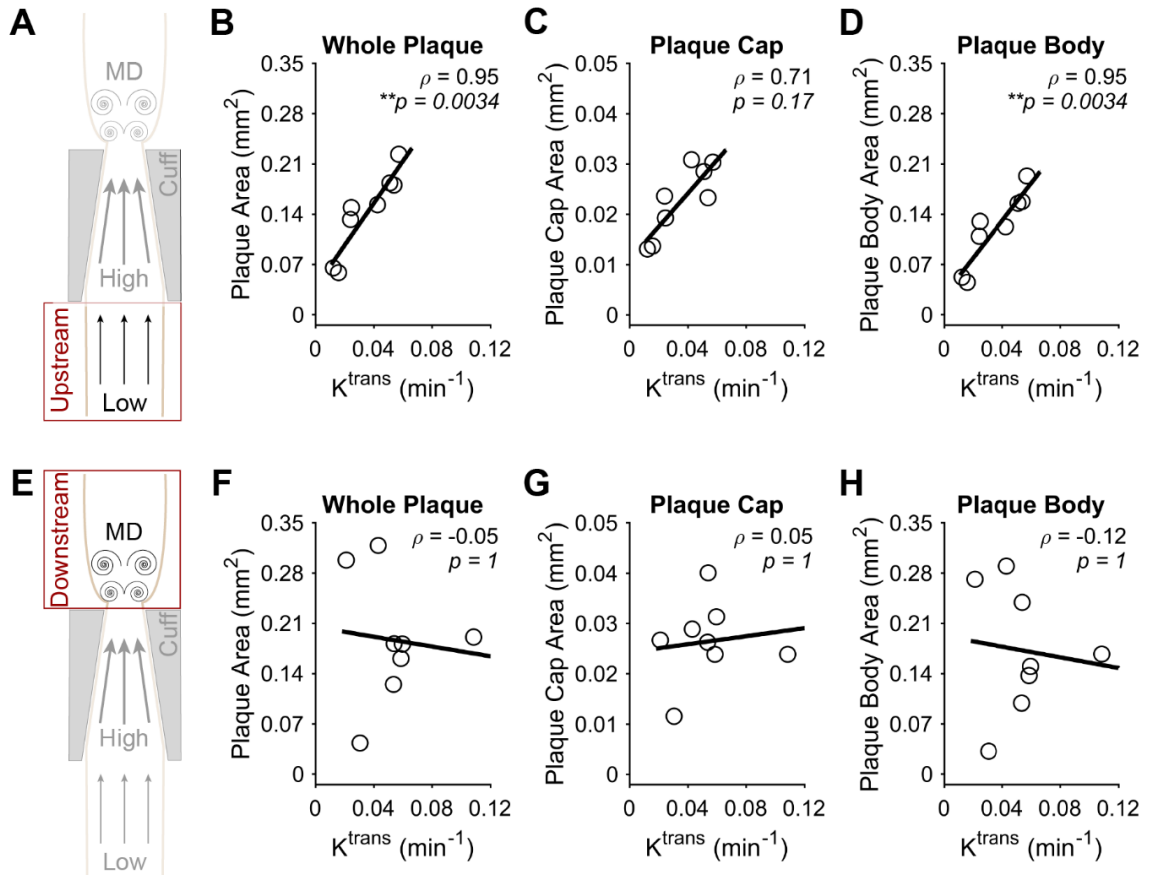 A
MD
Cuff
High
Upstream
Low
B
Whole Plaque
ρ = 0.95
**p = 0.0034
Plaque Area (mm²)
0.35
0.28
0.21
0.14
0.07
0
0 0.04 0.08 0.12
K^trans (min⁻¹)
C
Plaque Cap
ρ = 0.71
p = 0.17
Plaque Cap Area (mm²)
0.05
0.04
0.03
0.02
0.01
0
0 0.04 0.08 0.12
K^trans (min⁻¹)
D
Plaque Body
ρ = 0.95
**p = 0.0034
Plaque Body Area (mm²)
0.35
0.28
0.21
0.14
0.07
0
0 0.04 0.08 0.12
K^trans (min⁻¹)
E
Downstream
MD
Cuff
High
Low
F
Whole Plaque
ρ = -0.05
p = 1
Plaque Area (mm²)
0.35
0.28
0.21
0.14
0.07
0
0 0.04 0.08 0.12
K^trans (min⁻¹)
G
Plaque Cap
ρ = 0.05
p = 1
Plaque Cap Area (mm²)
0.05
0.04
0.03
0.02
0.01
0
0 0.04 0.08 0.12
K^trans (min⁻¹)
H
Plaque Body
ρ = -0.12
p = 1
Plaque Body Area (mm²)
0.35
0.28
0.21
0.14
0.07
0
0 0.04 0.08 0.12
K^trans (min⁻¹)